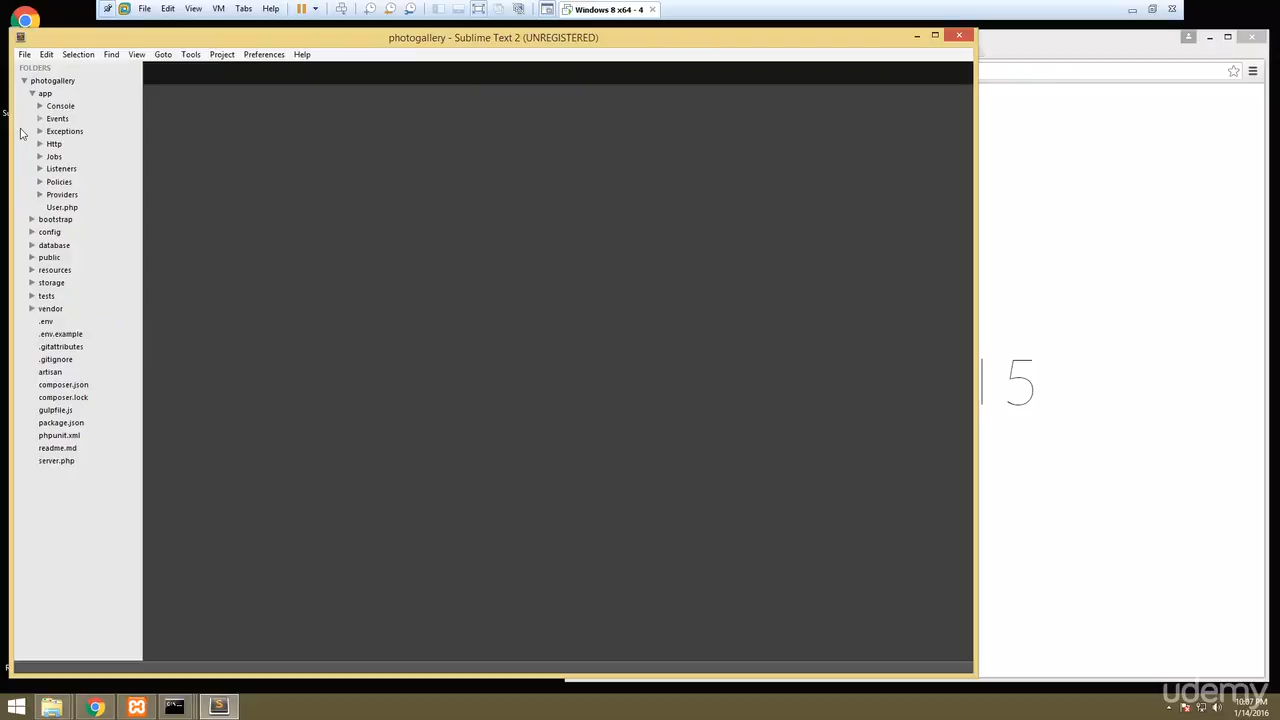 File Edit View VM Tabs Help
Windows 8 x64 - 4
photogallery - Sublime Text 2 (UNREGISTERED)
File Edit Selection Find View Goto Tools Project Preferences Help
FOLDERS
photogallery
app
Console
Events
Exceptions
Http
Jobs
Listeners
Policies
Providers
User.php
bootstrap
config
database
public
resources
storage
tests
vendor
.env
.env.example
.gitattributes
.gitignore
artisan
composer.json
composer.lock
gulpfile.js
package.json
phpunit.xml
readme.md
server.php
5
udemy
10:07 PM
1/14/2016